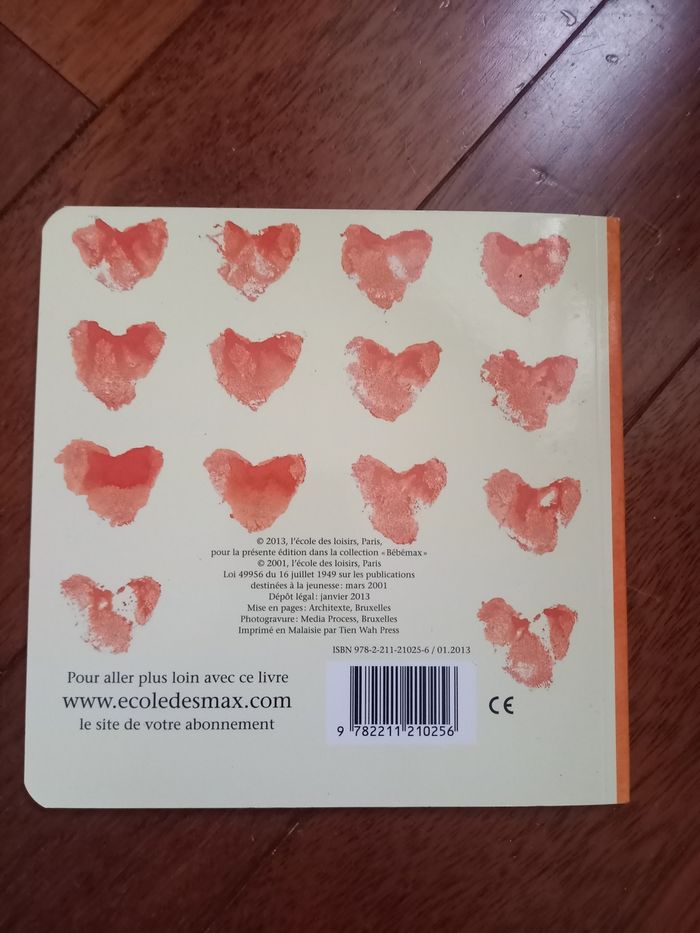 © 2013, l'école des loisirs, Paris,
pour la présente édition dans la collection «Bébémax»
© 2001, l'école des loisirs, Paris
Loi 49956 du 16 juillet 1949 sur les publications
destinées à la jeunesse: mars 2001
Dépôt légal: janvier 2013
Mise en pages: Architexte, Bruxelles
Photogravure: Media Process, Bruxelles
Imprimé en Malaisie par Tien Wah Press
ISBN 978-2-211-21025-6 / 01.2013
Pour aller plus loin avec ce livre
www.ecoledesmax.com
le site de votre abonnement
9 782211 210256
CE